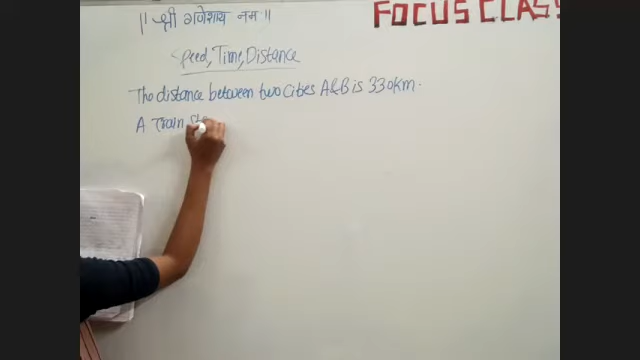 || श्री गणेशाय नमः ||
FOCUS CLASS
Speed, Time, Distance
The distance between two Cities A&B is 330km.
A Train St